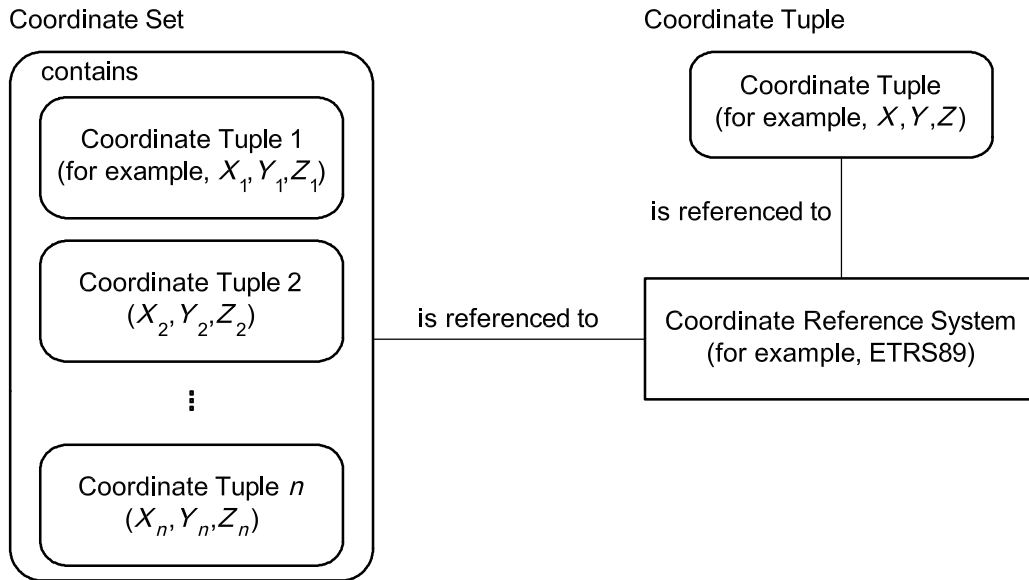 Coordinate Set
contains
Coordinate Tuple 1
(for example, X₁,Y₁,Z₁)
Coordinate Tuple 2
(X₂,Y₂,Z₂)
⋮
Coordinate Tuple n
(Xₙ,Yₙ,Zₙ)
is referenced to
Coordinate Tuple
Coordinate Tuple
(for example, X,Y,Z)
is referenced to
Coordinate Reference System
(for example, ETRS89)